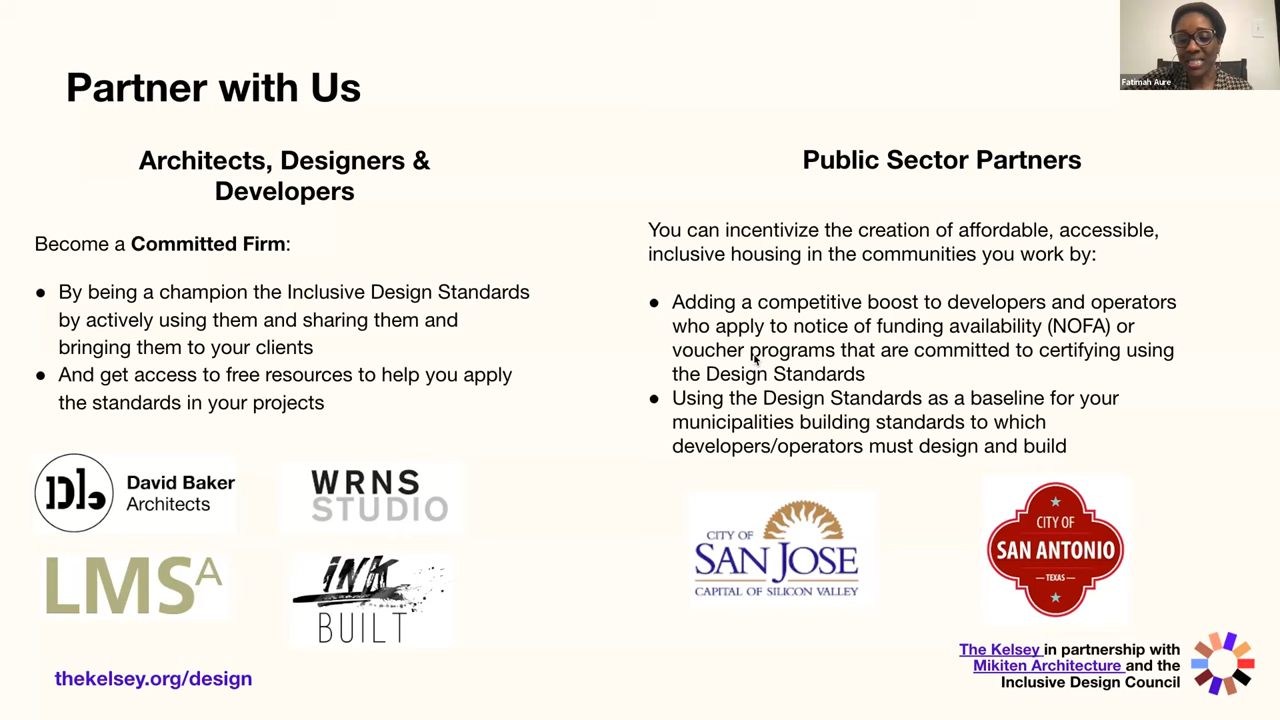 Fatimah Aure
Partner with Us
Architects, Designers &
Developers
Become a Committed Firm:
● By being a champion the Inclusive Design Standards
by actively using them and sharing them and
bringing them to your clients
● And get access to free resources to help you apply
the standards in your projects
David Baker
Architects
WRNS
STUDIO
LMSA
INK
BUILT
thekelsey.org/design
Public Sector Partners
You can incentivize the creation of affordable, accessible,
inclusive housing in the communities you work by:
● Adding a competitive boost to developers and operators
who apply to notice of funding availability (NOFA) or
voucher programs that are committed to certifying using
the Design Standards
● Using the Design Standards as a baseline for your
municipalities building standards to which
developers/operators must design and build
CITY OF
SAN JOSE
CAPITAL OF SILICON VALLEY
CITY OF
SAN ANTONIO
TEXAS
The Kelsey in partnership with
Mikiten Architecture and the
Inclusive Design Council